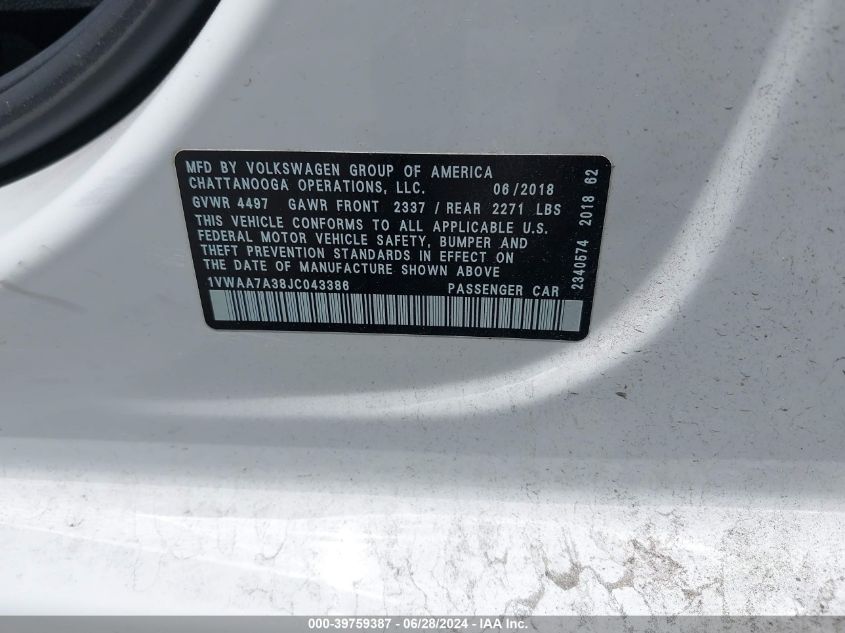 MFD BY VOLKSWAGEN GROUP OF AMERICA
CHATTANOOGA OPERATIONS, LLC. 06/2018
GVWR 4497 GAWR FRONT 2337 / REAR 2271 LBS
THIS VEHICLE CONFORMS TO ALL APPLICABLE U.S.
FEDERAL MOTOR VEHICLE SAFETY, BUMPER AND
THEFT PREVENTION STANDARDS IN EFFECT ON
THE DATE OF MANUFACTURE SHOWN ABOVE
1VWAA7A38JC043386 PASSENGER CAR
2340574 2018 62
000-39759387 - 06/28/2024 - IAA Inc.